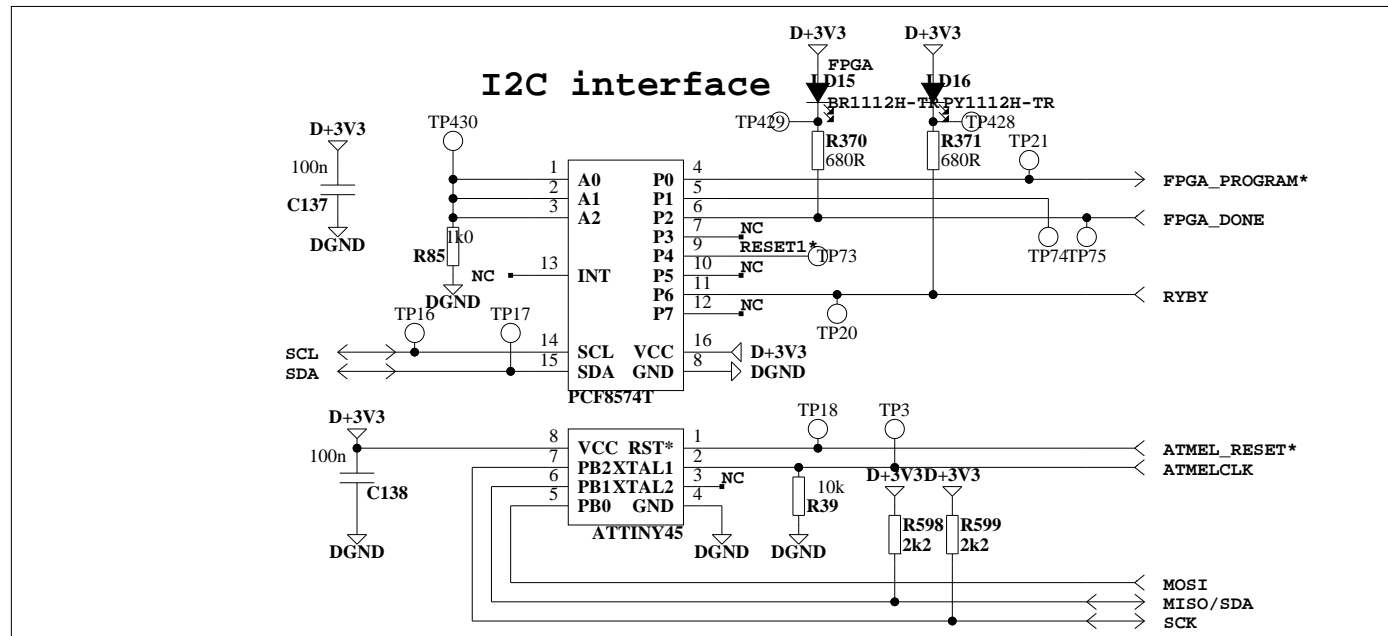 D+3V3 D+3V3
FPGA
I2C interface
LD15 LD16
BR1112H-TR PY1112H-TR
TP430 TP429 TP428
D+3V3 R370 R371 TP21
100n 680R 680R
1 A0 P0 4 FPGA_PROGRAM*
C137 2 A1 P1 5
3 A2 P2 6 FPGA_DONE
DGND P3 7 NC
1k0 RESET1*
R85 P4 9 TP73 TP74 TP75
NC 13 INT P5 10 NC
DGND P6 11 RYBY
P7 12 NC
TP16 TP17 TP20
SCL 14 SCL VCC 16 D+3V3
SDA 15 SDA GND 8 DGND
PCF8574T
D+3V3 TP18 TP3
8 VCC RST* 1 ATMEL_RESET*
100n 7 PB2 XTAL1 2 ATMELCLK
D+3V3 D+3V3
C138 6 PB1 XTAL2 3 NC 10k
5 PB0 GND 4 R39
ATTINY45 R598 R599
2k2 2k2
DGND DGND DGND
MOSI
MISO/SDA
SCK